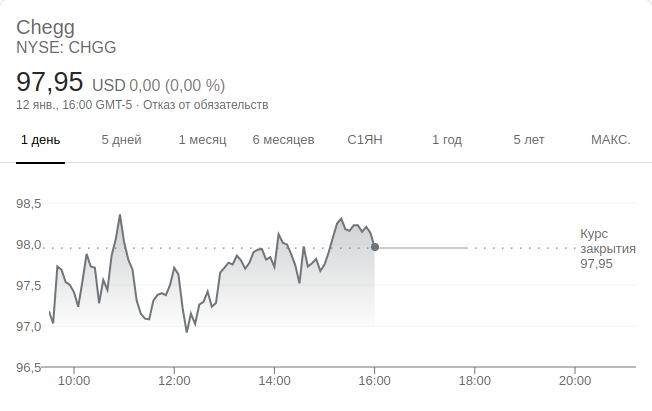 Chegg
NYSE: CHGG
97,95 USD 0,00 (0,00 %)
12 янв., 16:00 GMT-5 · Отказ от обязательств
1 день 5 дней 1 месяц 6 месяцев С1ЯН 1 год 5 лет МАКС.
98,5
98,0
97,5
97,0
96,5
Курс
закрытия
97,95
10:00 12:00 14:00 16:00 18:00 20:00